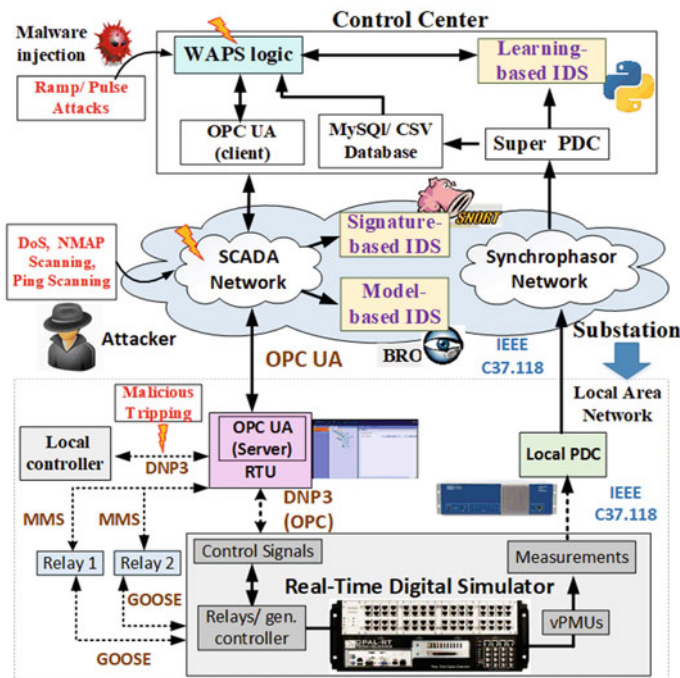 Control Center
Malware
injection
Ramp/ Pulse
Attacks
WAPS logic
Learning-
based IDS
OPC UA
(client)
MySQl/ CSV
Database
Super PDC
DoS, NMAP
Scanning,
Ping Scanning
Attacker
SCADA
Network
Signature-
based IDS
SNORT
Model-
based IDS
BRO
Synchrophasor
Network
OPC UA
IEEE
C37.118
Substation
Local Area
Network
Malicious
Tripping
Local
controller
DNP3
OPC UA
(Server)
RTU
Local PDC
DNP3
(OPC)
IEEE
C37.118
MMS
MMS
Relay 1
Relay 2
GOOSE
GOOSE
Control Signals
Measurements
Real-Time Digital Simulator
Relays/ gen.
controller
OPAL-RT
vPMUs